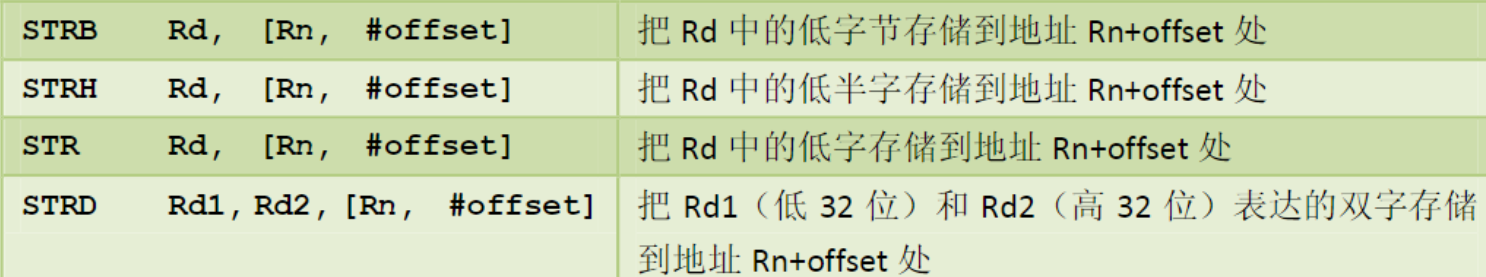 STRB Rd, [Rn, #offset] 把 Rd 中的低字节存储到地址 Rn+offset 处
STRH Rd, [Rn, #offset] 把 Rd 中的低半字存储到地址 Rn+offset 处
STR Rd, [Rn, #offset] 把 Rd 中的低字存储到地址 Rn+offset 处
STRD Rd1, Rd2, [Rn, #offset] 把 Rd1（低 32 位）和 Rd2（高 32 位）表达的双字存储
到地址 Rn+offset 处